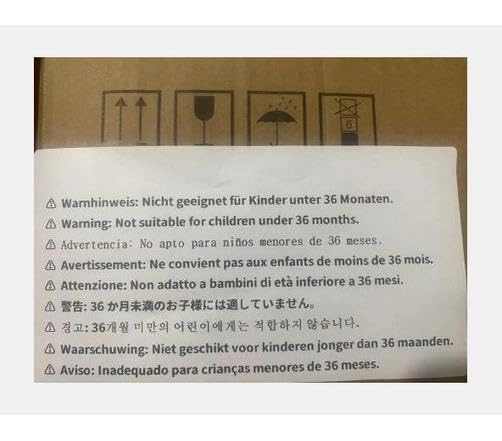 6
⚠ Warnhinweis: Nicht geeignet für Kinder unter 36 Monaten.
⚠ Warning: Not suitable for children under 36 months.
⚠ Advertencia: No apto para niños menores de 36 meses.
⚠ Avertissement: Ne convient pas aux enfants de moins de 36 mois.
⚠ Attenzione: Non adatto a bambini di età inferiore a 36 mesi.
⚠ 警告: 36 か月未満のお子様には適していません。
⚠ 경고: 36개월 미만의 어린이에게는 적합하지 않습니다.
⚠ Waarschuwing: Niet geschikt voor kinderen jonger dan 36 maanden.
⚠ Aviso: Inadequado para crianças menores de 36 meses.